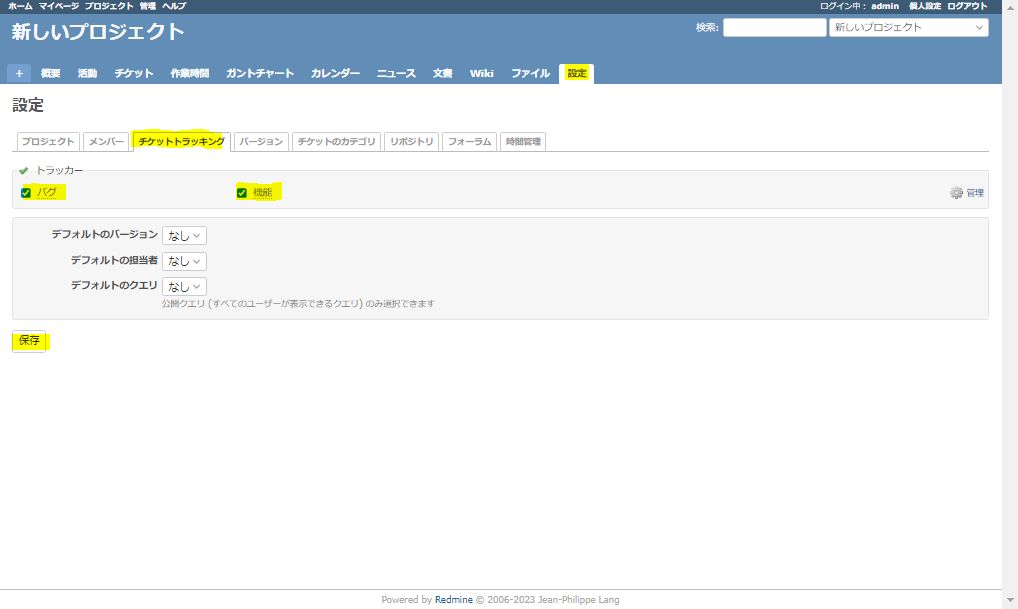 ホーム マイページ プロジェクト 管理 ヘルプ ログイン中： admin 個人設定 ログアウト
新しいプロジェクト 検索: 新しいプロジェクト
+ 概要 活動 チケット 作業時間 ガントチャート カレンダー ニュース 文書 Wiki ファイル 設定
設定
プロジェクト メンバー チケットトラッキング バージョン チケットのカテゴリ リポジトリ フォーラム 時間管理
トラッカー
バグ 機能 管理
デフォルトのバージョン なし
デフォルトの担当者 なし
デフォルトのクエリ なし
公開クエリ (すべてのユーザーが表示できるクエリ) のみ選択できます
保存
Powered by Redmine © 2006-2023 Jean-Philippe Lang